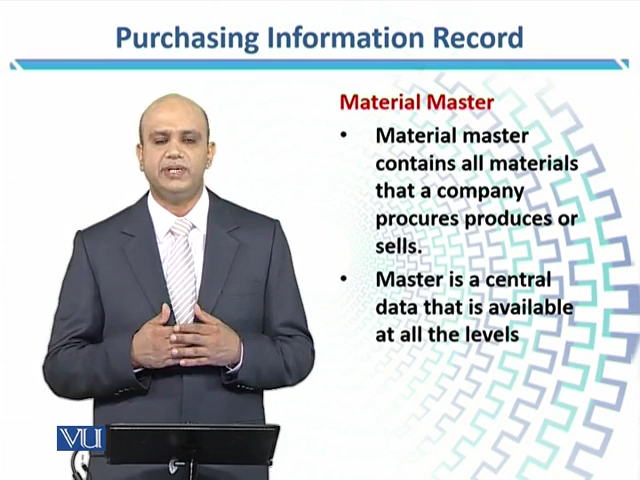 Purchasing Information Record
Material Master
• Material master
contains all materials
that a company
procures produces or
sells.
• Master is a central
data that is available
at all the levels
VU